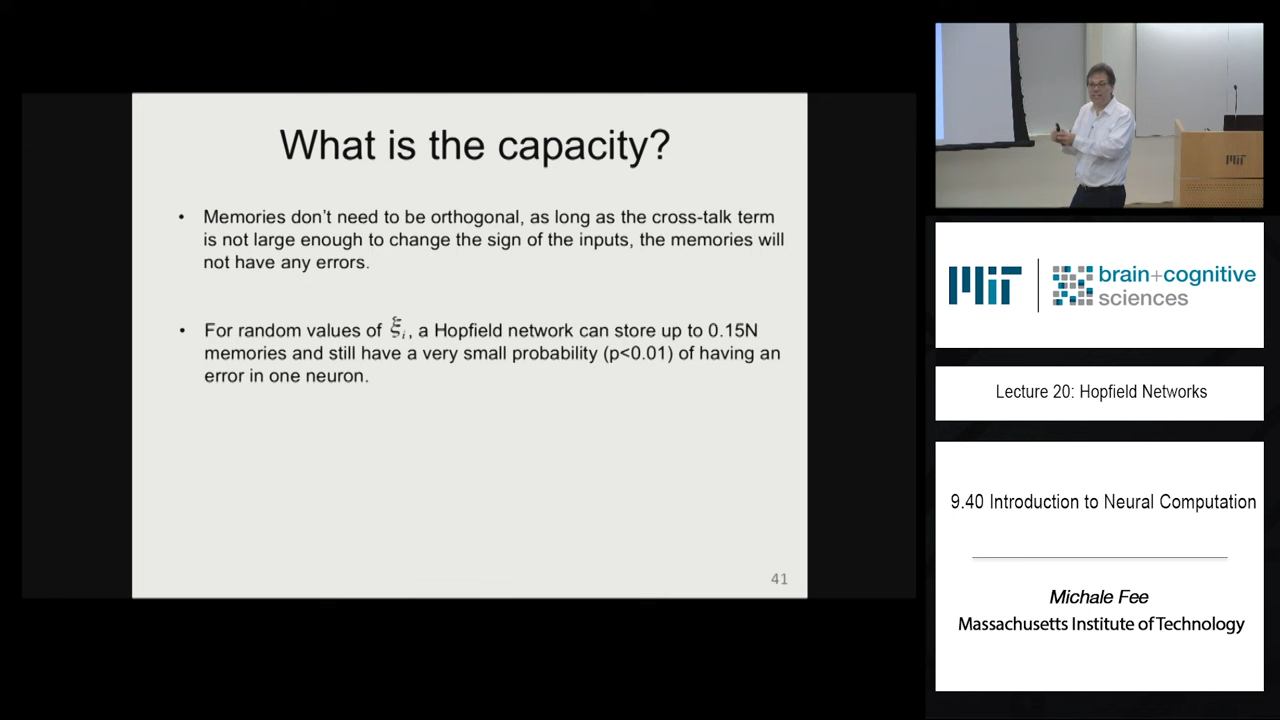 What is the capacity?
• Memories don't need to be orthogonal, as long as the cross-talk term
is not large enough to change the sign of the inputs, the memories will
not have any errors.
• For random values of ξᵢ, a Hopfield network can store up to 0.15N
memories and still have a very small probability (p<0.01) of having an
error in one neuron.
41
MIT
MIT
brain+cognitive
sciences
Lecture 20: Hopfield Networks
9.40 Introduction to Neural Computation
Michale Fee
Massachusetts Institute of Technology